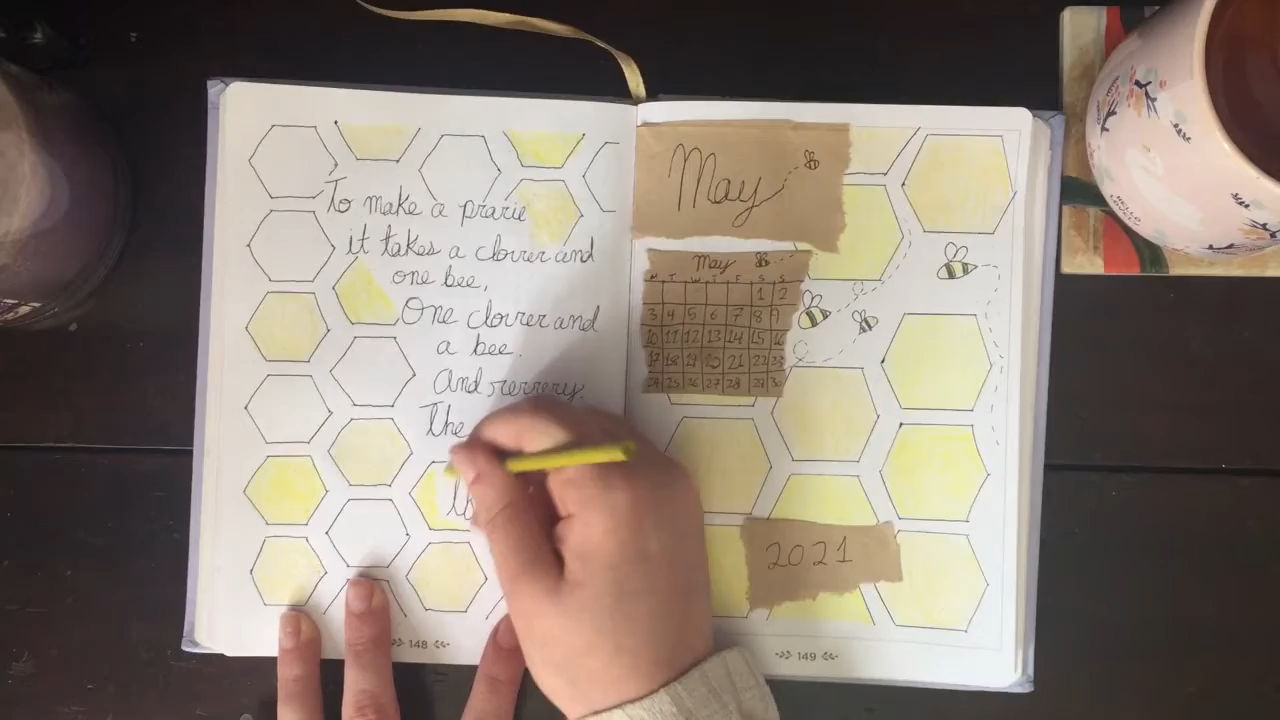 To make a prarie
it takes a clover and
one bee,
One clover and
a bee.
And revery.
The
148
May
May
M T W T F S S
1 2
3 4 5 6 7 8 9
10 11 12 13 14 15 16
17 18 19 20 21 22 23
24 25 26 27 28 29 30
2021
149